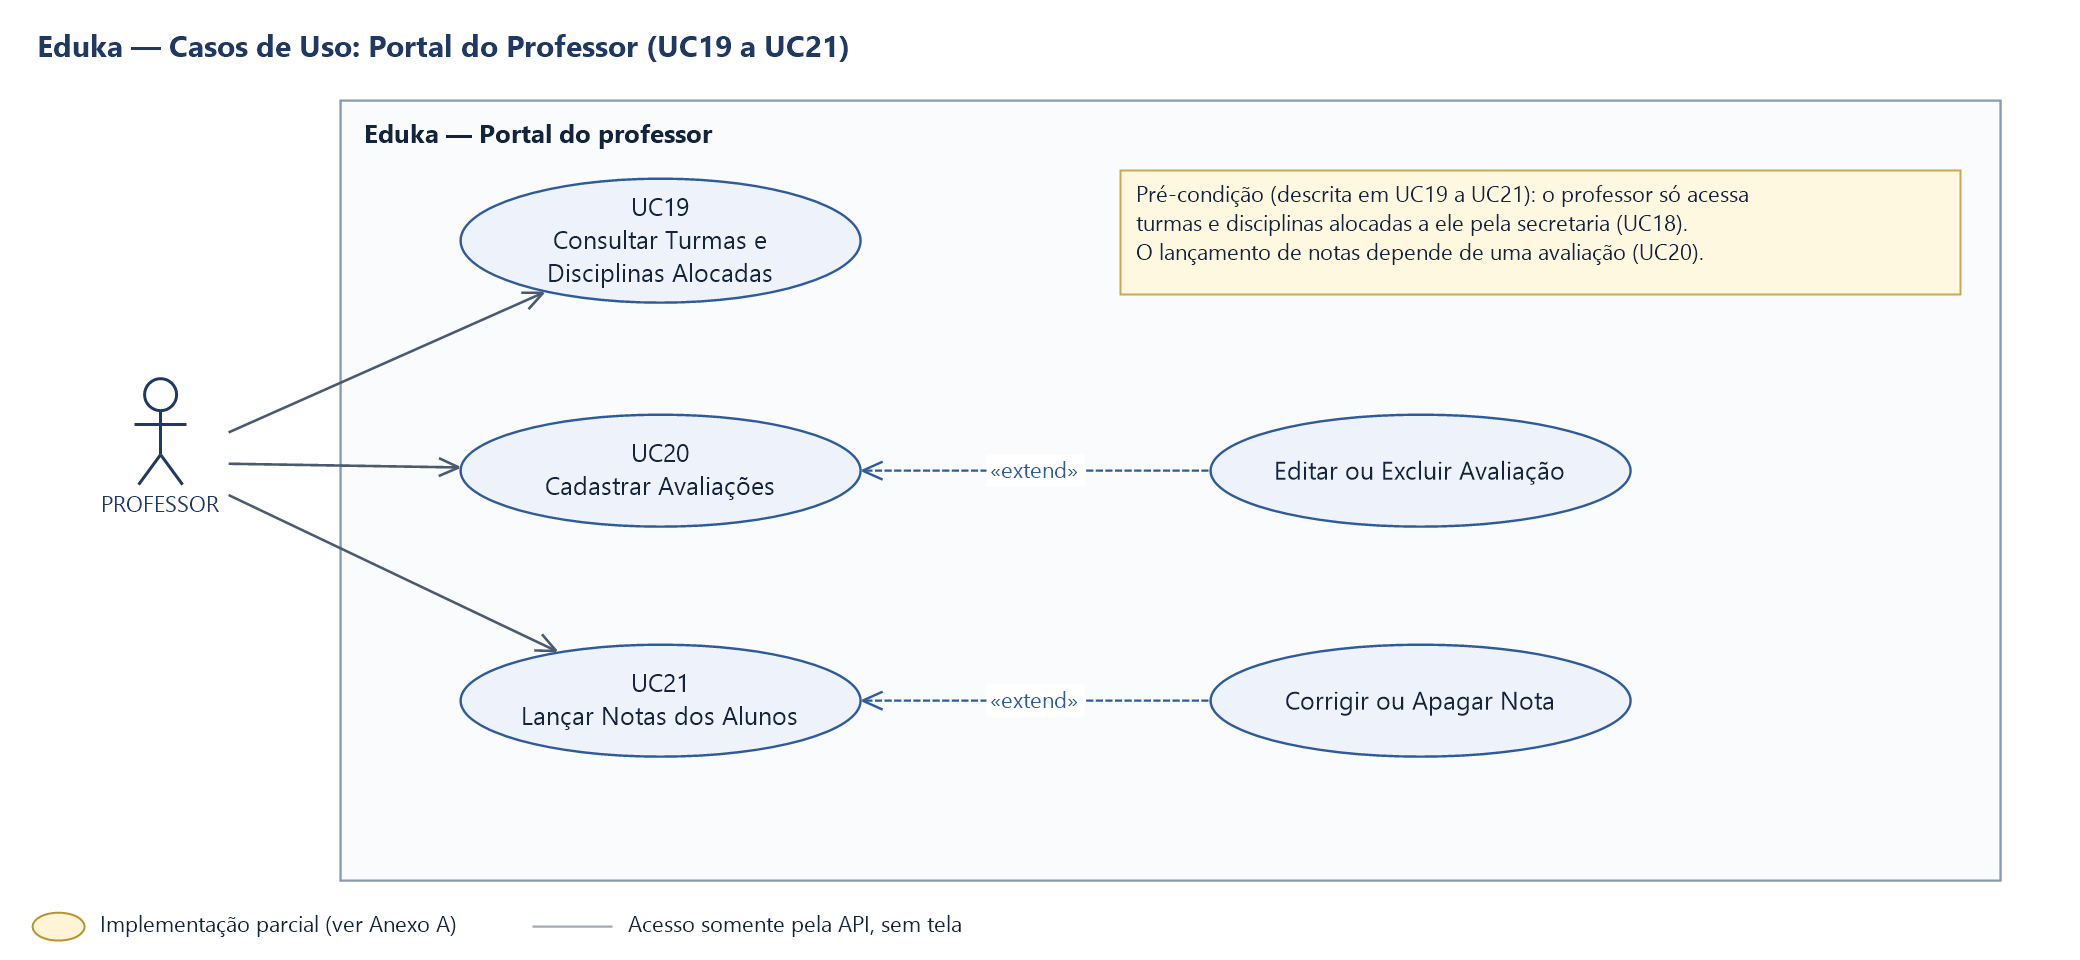 Eduka — Casos de Uso: Portal do Professor (UC19 a UC21)
Eduka — Portal do professor
UC19
Consultar Turmas e
Disciplinas Alocadas
Pré-condição (descrita em UC19 a UC21): o professor só acessa
turmas e disciplinas alocadas a ele pela secretaria (UC18).
O lançamento de notas depende de uma avaliação (UC20).
PROFESSOR
UC20
Cadastrar Avaliações
«extend»
Editar ou Excluir Avaliação
UC21
Lançar Notas dos Alunos
«extend»
Corrigir ou Apagar Nota
Implementação parcial (ver Anexo A)
Acesso somente pela API, sem tela